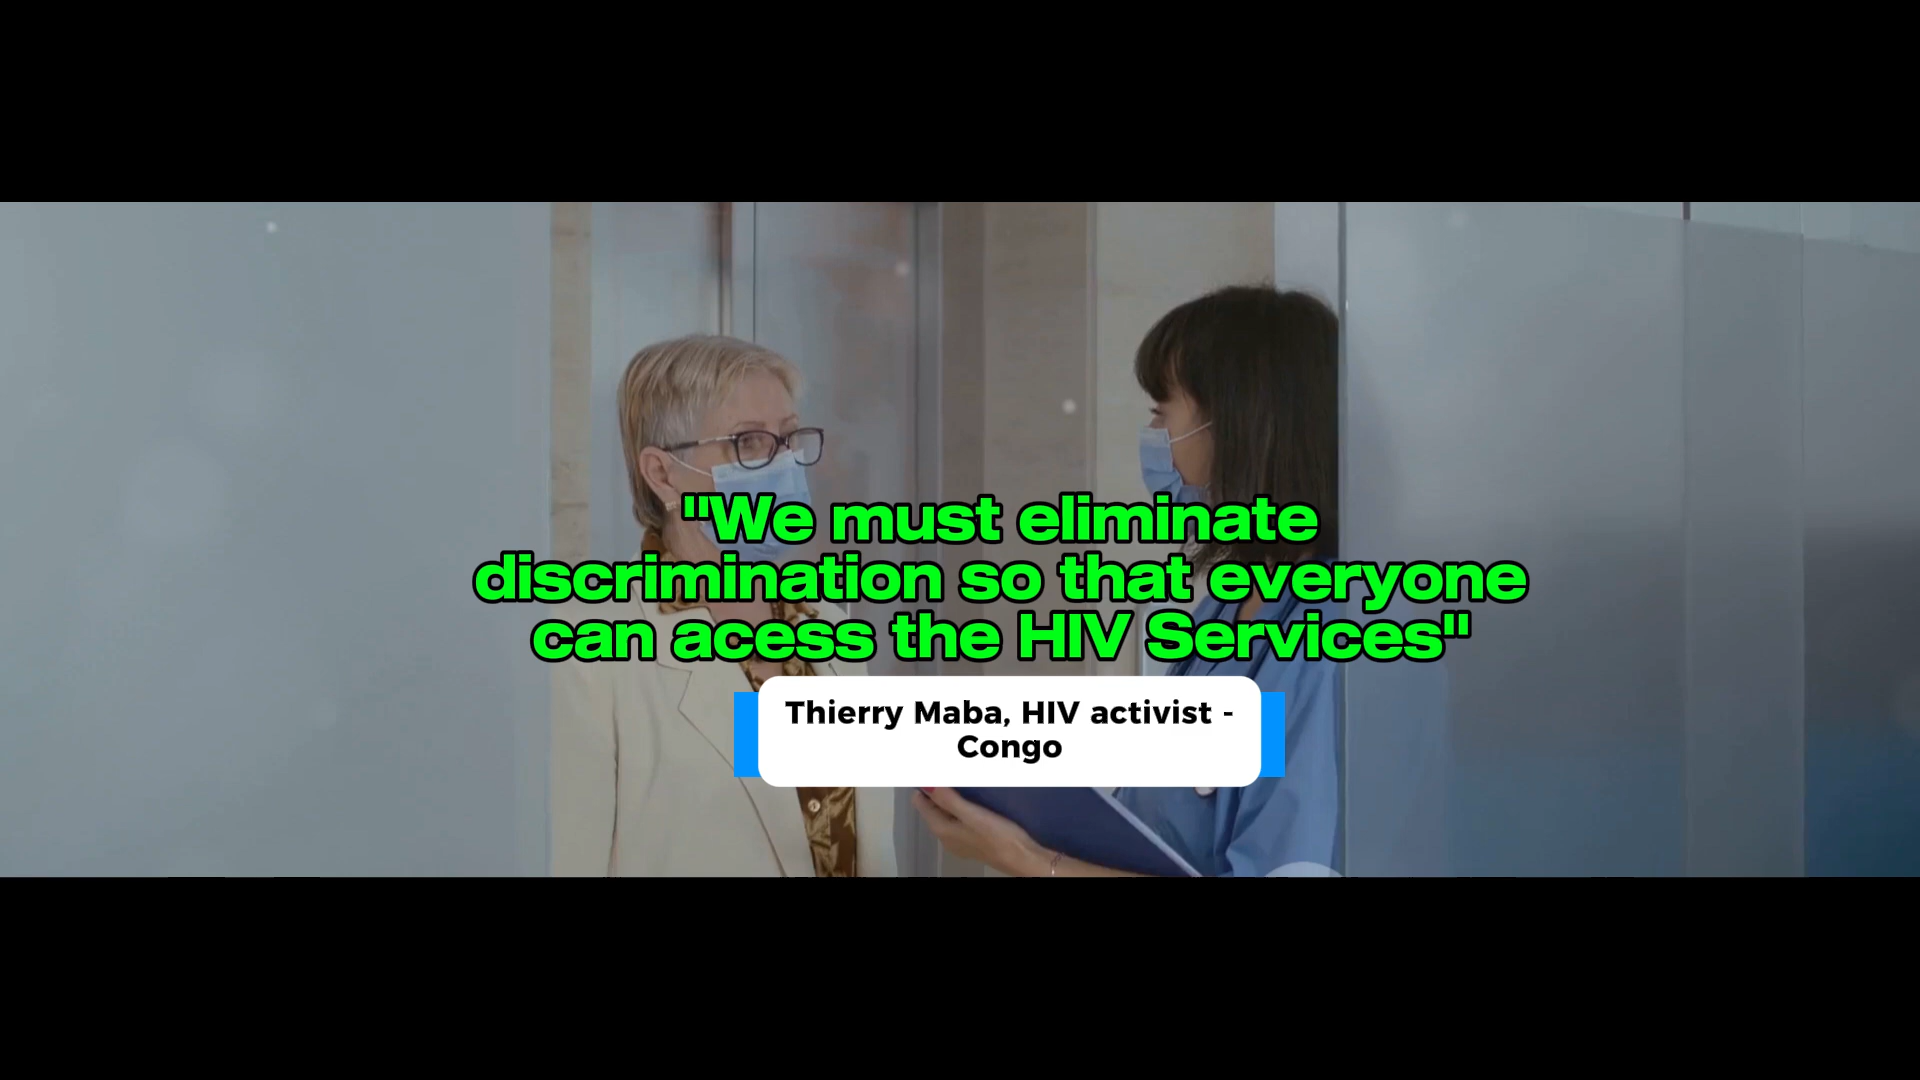 "We must eliminate
discrimination so that everyone
can acess the HIV Services"
Thierry Maba, HIV activist -
Congo